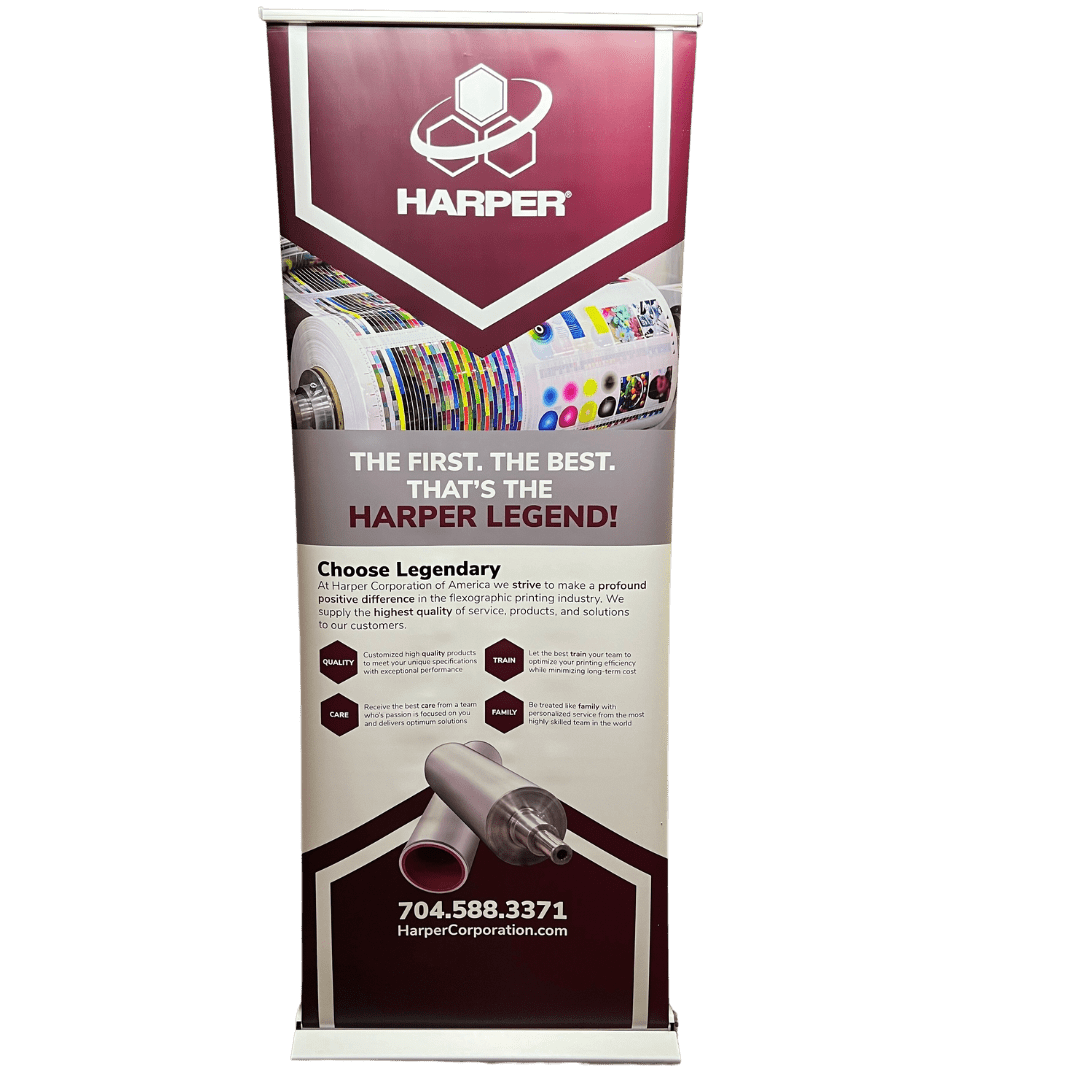 HARPER®
THE FIRST. THE BEST.
THAT'S THE
HARPER LEGEND!
Choose Legendary
At Harper Corporation of America we strive to make a profound
positive difference in the flexographic printing industry. We
supply the highest quality of service, products, and solutions
to our customers.
QUALITY
Customized high quality products
to meet your unique specifications
with exceptional performance
TRAIN
Let the best train your team to
optimize your printing efficiency
while minimizing long-term cost
CARE
Receive the best care from a team
who's passion is focused on you
and delivers optimum solutions
FAMILY
Be treated like family with
personalized service from the most
highly-skilled team in the world
704.588.3371
HarperCorporation.com